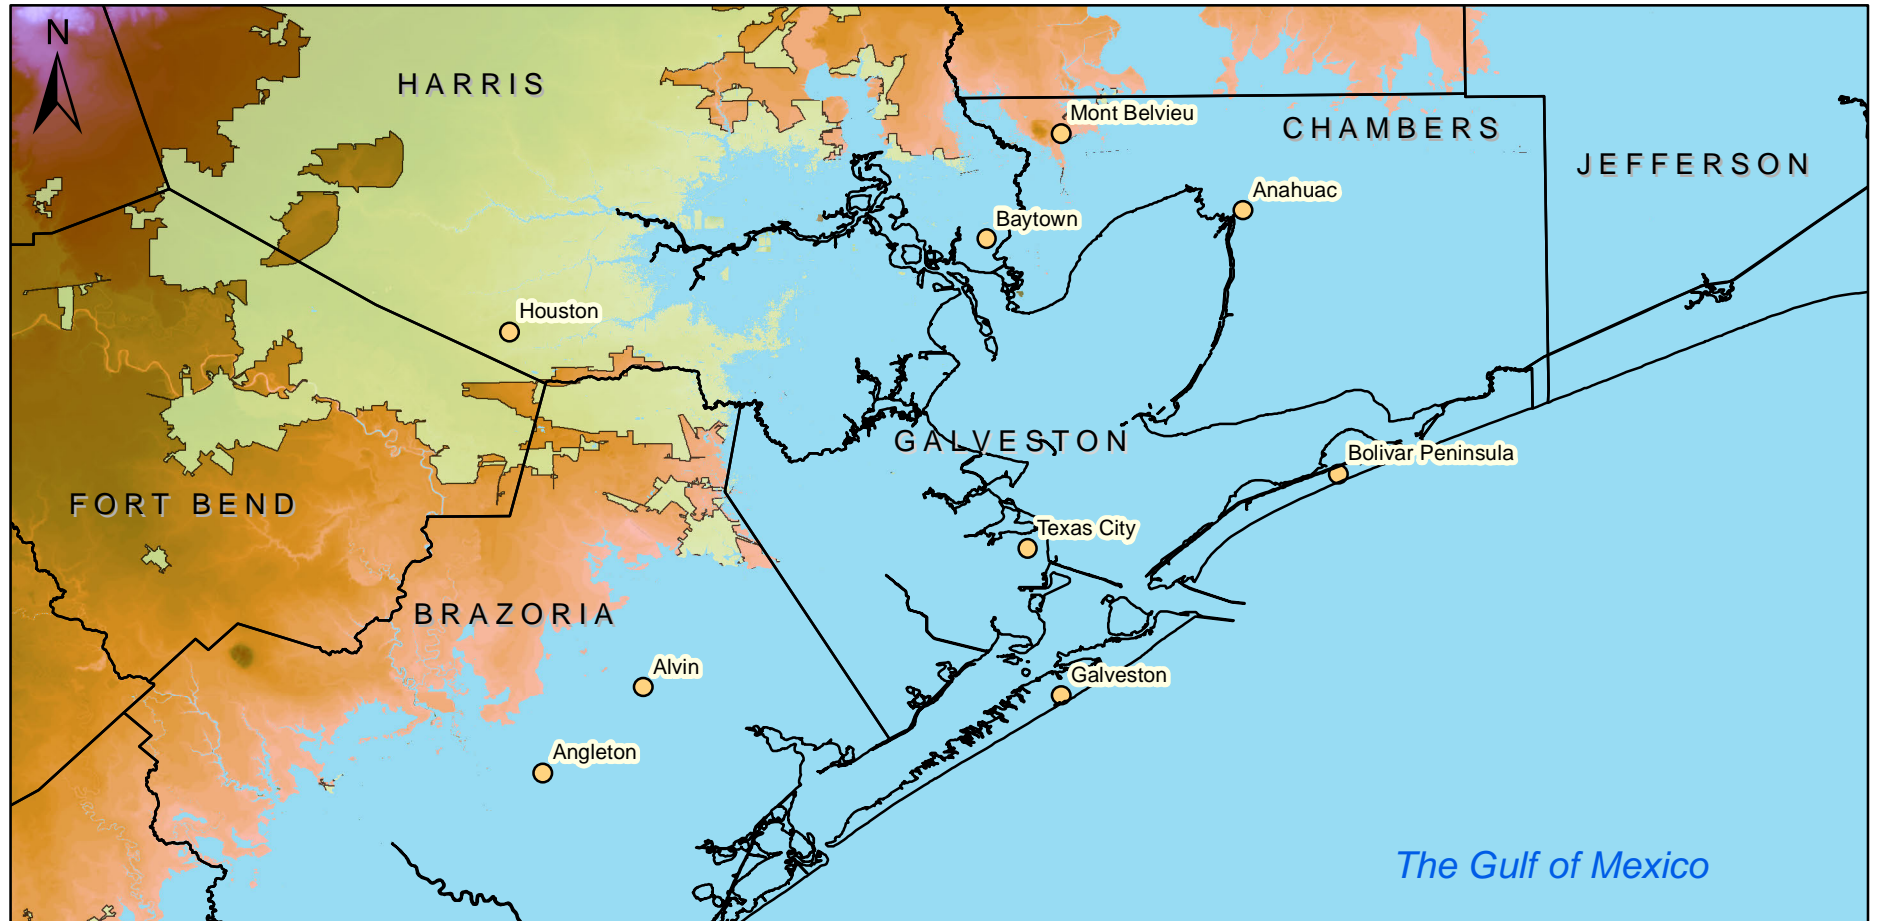 N
HARRIS
Mont Belvieu
CHAMBERS
JEFFERSON
Anahuac
Baytown
Houston
GALVESTON
Bolivar Peninsula
FORT BEND
Texas City
BRAZORIA
Alvin
Galveston
Angleton
The Gulf of Mexico